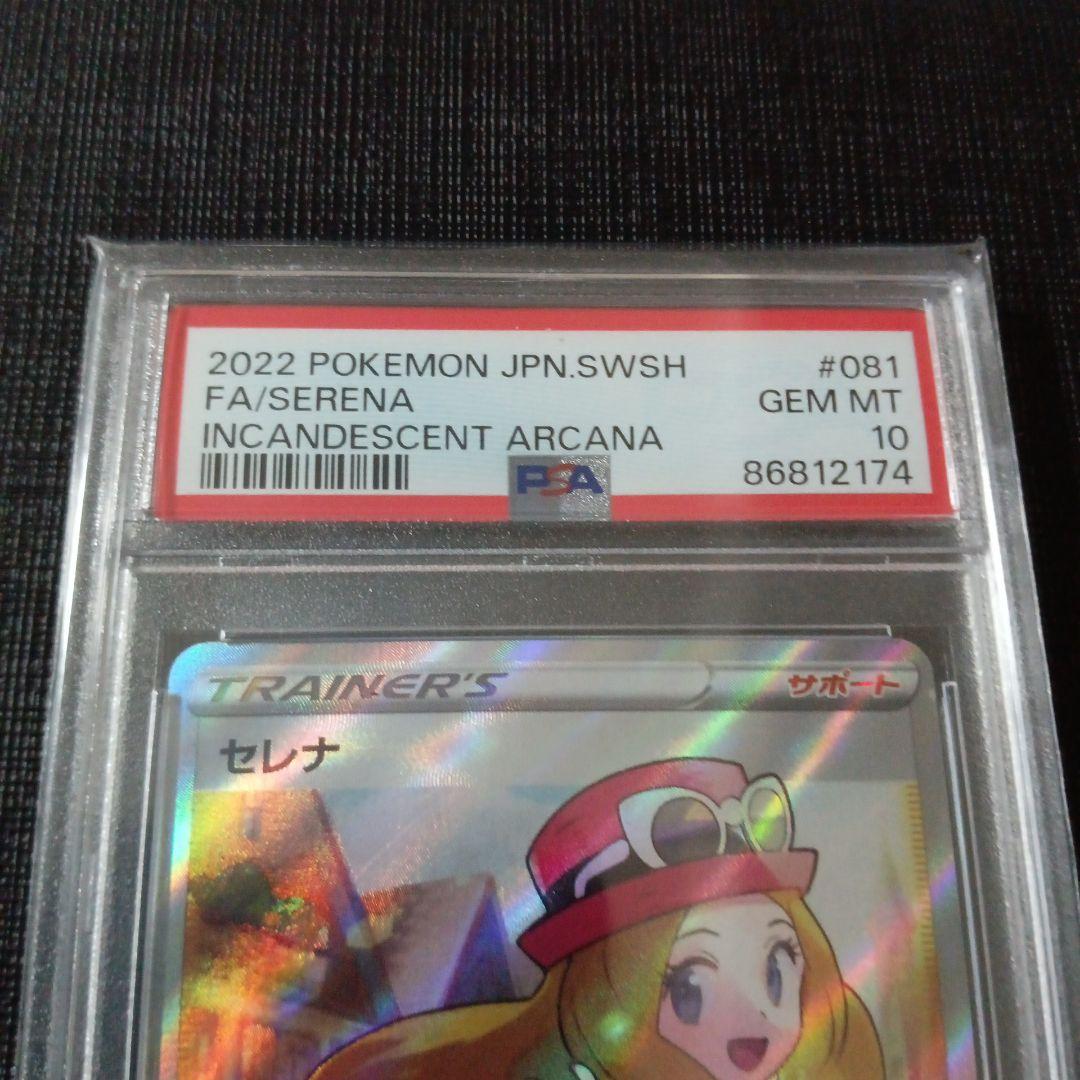 2022 POKEMON JPN.SWSH #081
FA/SERENA GEM MT
INCANDESCENT ARCANA 10
PSA 86812174
TRAINER'S サポート
セレナ